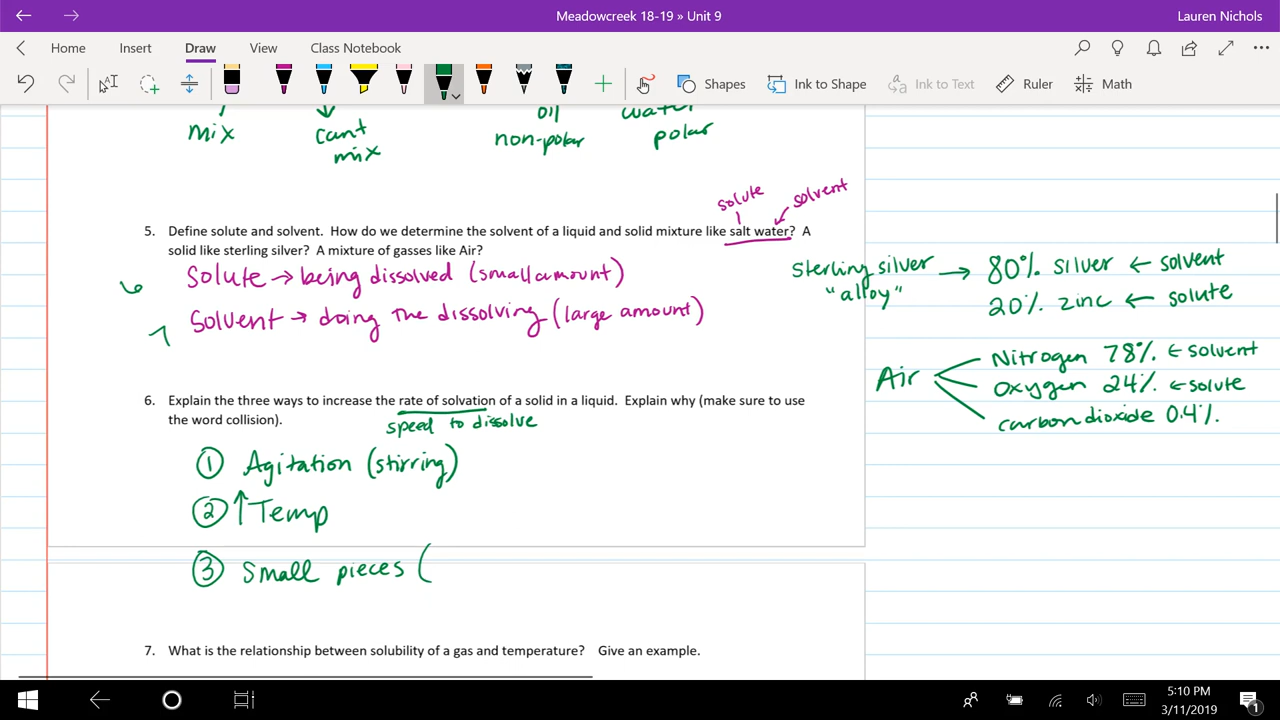 Meadowcreek 18-19 » Unit 9
Lauren Nichols
Home Insert Draw View Class Notebook
Shapes Ink to Shape Ink to Text Ruler Math
mix
cant
mix
oil
non-polar
water
polar
solute
solvent
5. Define solute and solvent. How do we determine the solvent of a liquid and solid mixture like salt water? A
solid like sterling silver? A mixture of gasses like Air?
Solute → being dissolved (small amount)
Solvent → doing the dissolving (large amount)
Sterling silver → 80% silver ← solvent
"alloy"
20% zinc ← solute
Air
Nitrogen 78% ← solvent
Oxygen 24% ← solute
carbon dioxide 0.4%.
6. Explain the three ways to increase the rate of solvation of a solid in a liquid. Explain why (make sure to use
the word collision).
speed to dissolve
① Agitation (stirring)
② ↑ Temp
③ Small pieces (
7. What is the relationship between solubility of a gas and temperature? Give an example.
5:10 PM
3/11/2019
1